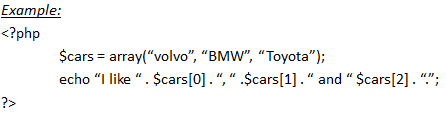 Example:
<?php
$cars = array(“volvo”, “BMW”, “Toyota”);
echo “I like “ . $cars[0] . “, “ .$cars[1] . “ and “ $cars[2] . “.”;
?>